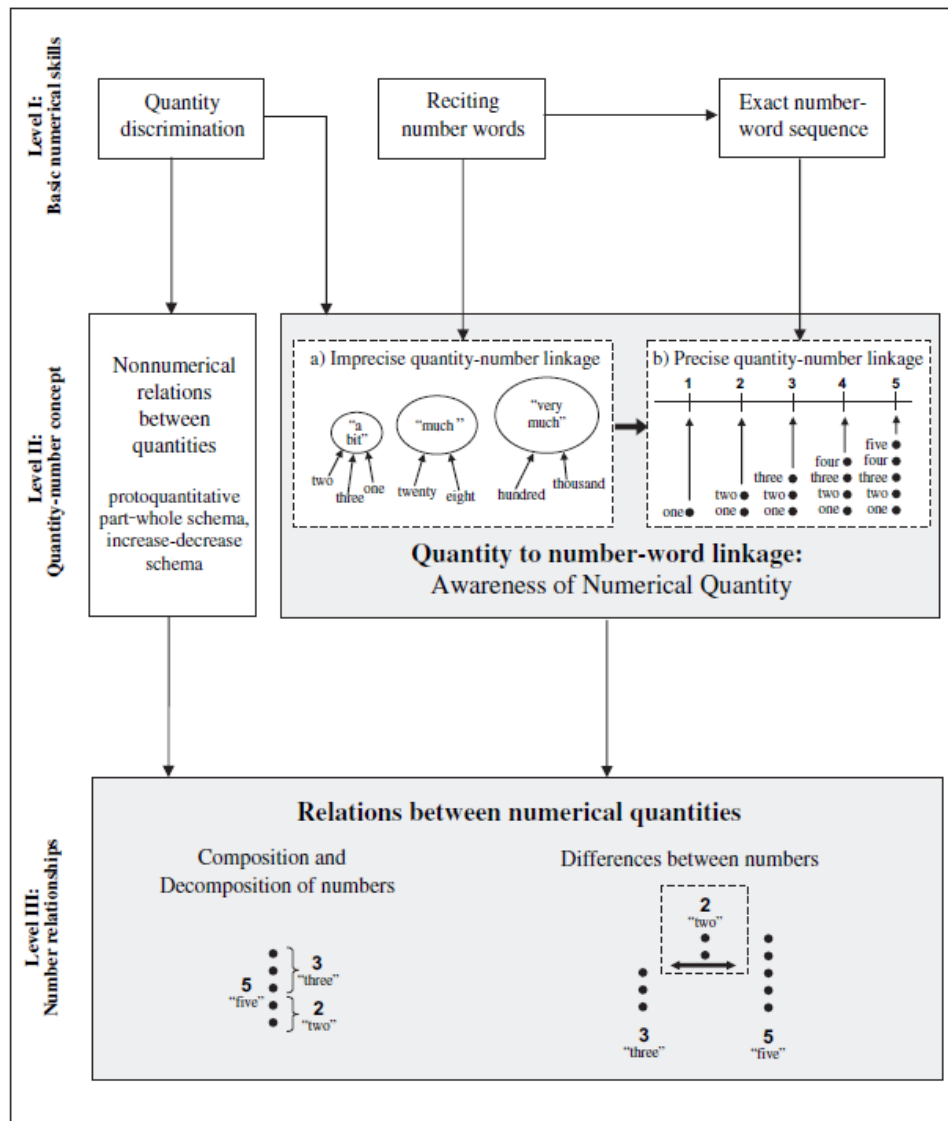 Level I:
Basic numerical skills
Quantity
discrimination
Reciting
number words
Exact number-
word sequence
Level II:
Quantity-number concept
Nonnumerical
relations
between
quantities
protoquantitative
part-whole schema,
increase-decrease
schema
a) Imprecise quantity-number linkage
"a
bit"
"much"
"very
much"
two
three
one
twenty
eight
hundred
thousand
b) Precise quantity-number linkage
1 2 3 4 5
five
four four
three three three
two two two two
one one one one one
Quantity to number-word linkage:
Awareness of Numerical Quantity
Level III:
Number relationships
Relations between numerical quantities
Composition and
Decomposition of numbers
5
"five"
3
"three"
2
"two"
Differences between numbers
2
"two"
3
"three"
5
"five"